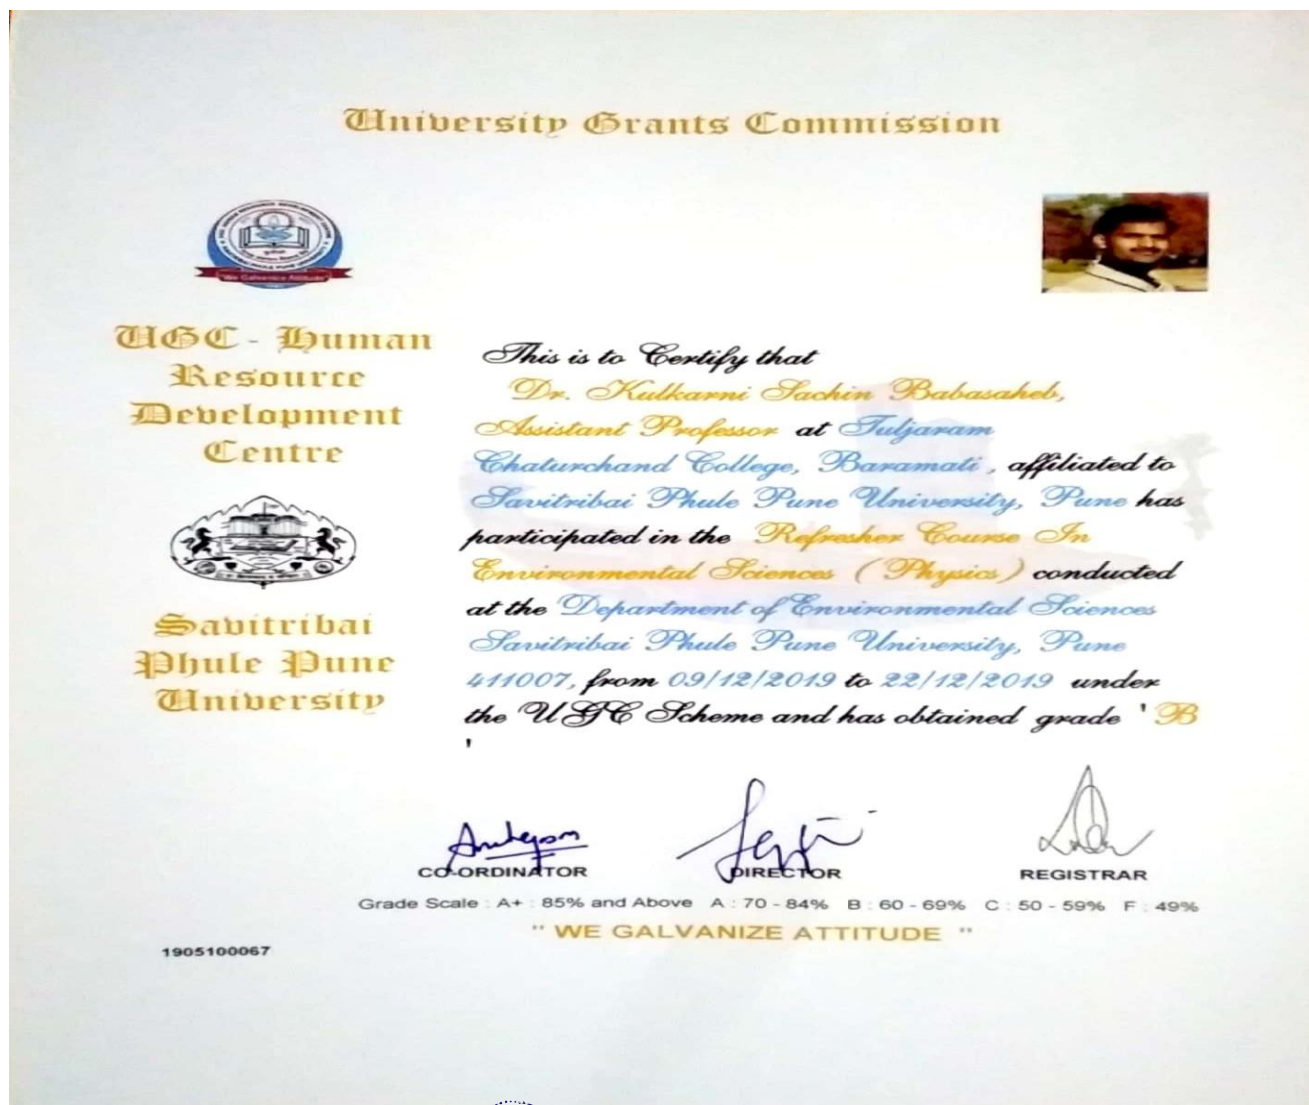 University Grants Commission
"We Galvanize Attitude"
UGC - Human
Resource
Development
Centre
Savitribai
Phule Pune
University
This is to Certify that
Dr. Kulkarni Sachin Babasaheb,
Assistant Professor at Tuljaram
Chaturchand College, Baramati , affiliated to
Savitribai Phule Pune University, Pune has
participated in the Refresher Course In
Environmental Sciences ( Physics ) conducted
at the Department of Environmental Sciences
Savitribai Phule Pune University, Pune
411007, from 09/12/2019 to 22/12/2019 under
the UGC Scheme and has obtained grade ' B
'
CO-ORDINATOR
DIRECTOR
REGISTRAR
Grade Scale : A+ : 85% and Above A : 70 - 84% B : 60 - 69% C : 50 - 59% F : 49%
" WE GALVANIZE ATTITUDE "
1905100067